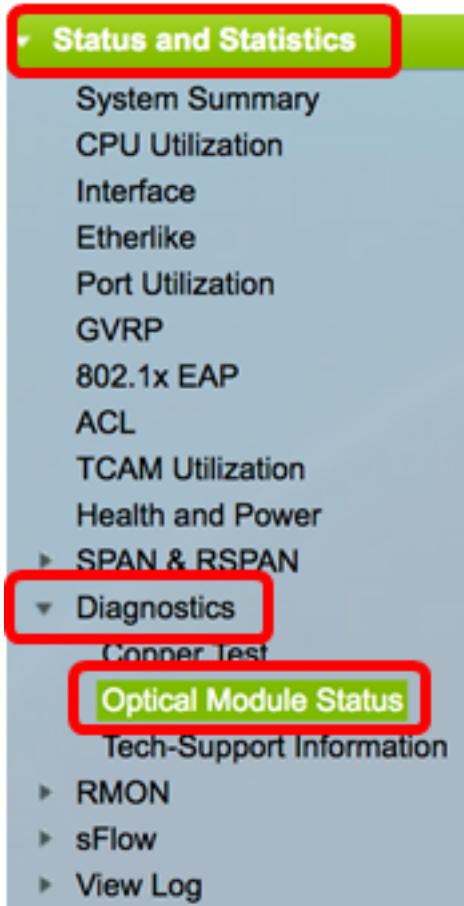 Status and Statistics
System Summary
CPU Utilization
Interface
Etherlike
Port Utilization
GVRP
802.1x EAP
ACL
TCAM Utilization
Health and Power
SPAN & RSPAN
Diagnostics
Copper Test
Optical Module Status
Tech-Support Information
RMON
sFlow
View Log